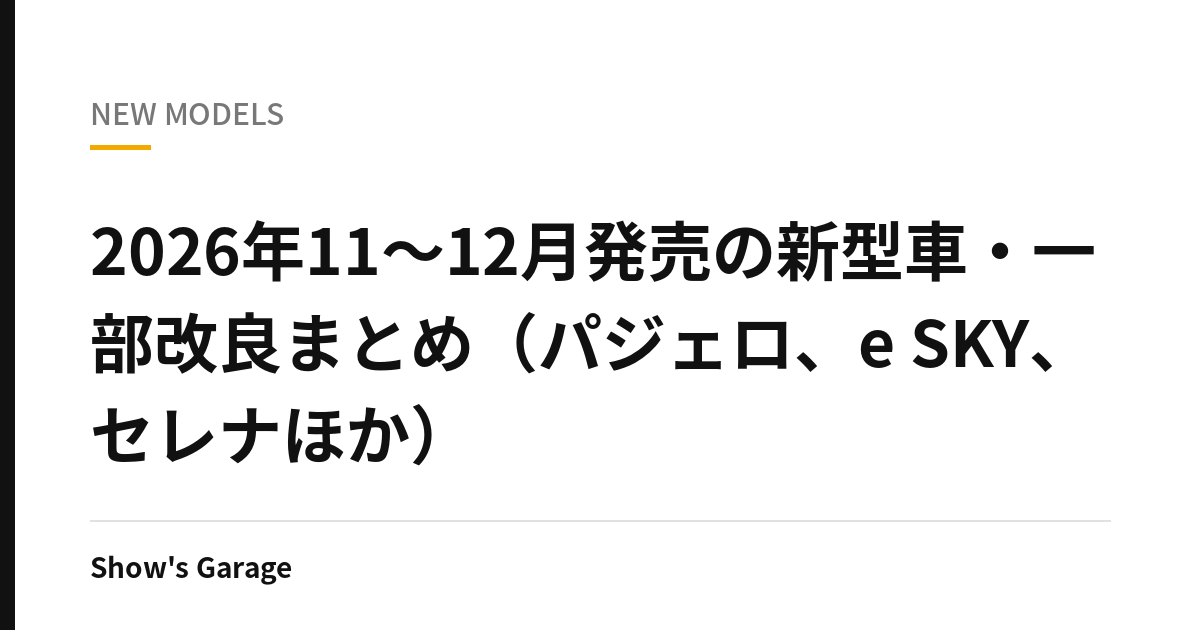 NEW MODELS
2026年11〜12月発売の新型車・一
部改良まとめ（パジェロ、e SKY、
セレナほか）
Show's Garage